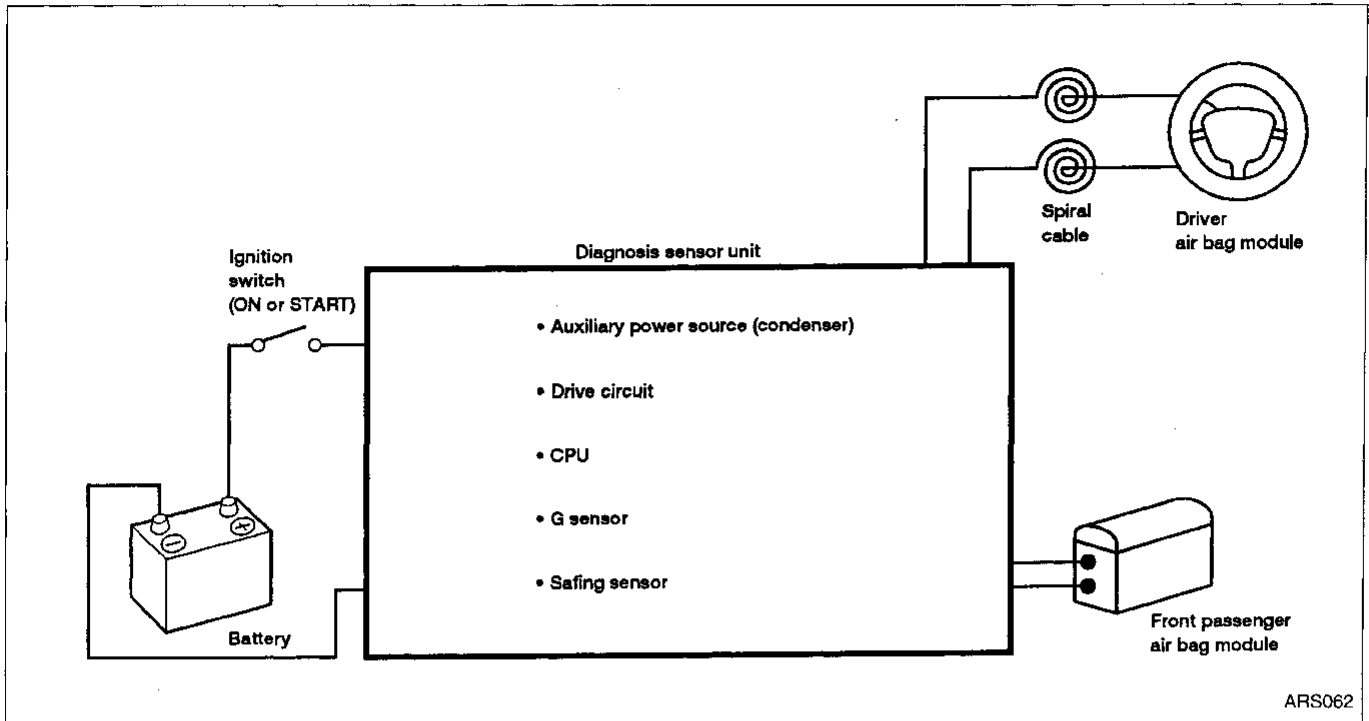 Spiral
cable
Driver
air bag module
Ignition
switch
(ON or START)
Diagnosis sensor unit
• Auxiliary power source (condenser)
• Drive circuit
• CPU
• G sensor
• Safing sensor
− +
Battery
Front passenger
air bag module
ARS062